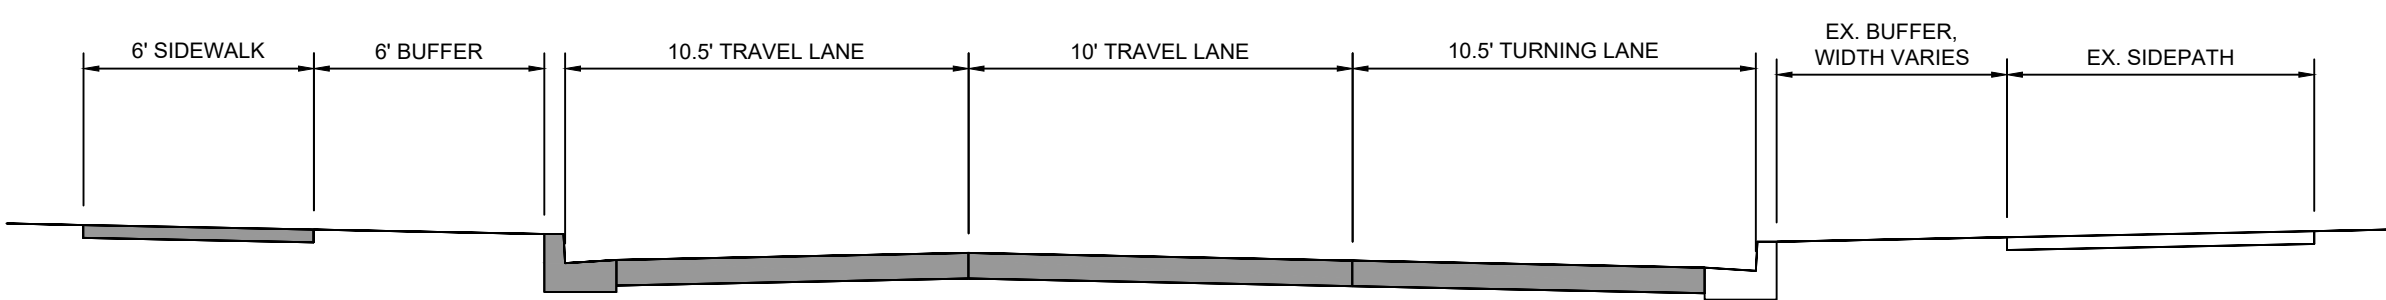 6' SIDEWALK
6' BUFFER
10.5' TRAVEL LANE
10' TRAVEL LANE
10.5' TURNING LANE
EX. BUFFER,
WIDTH VARIES
EX. SIDEPATH